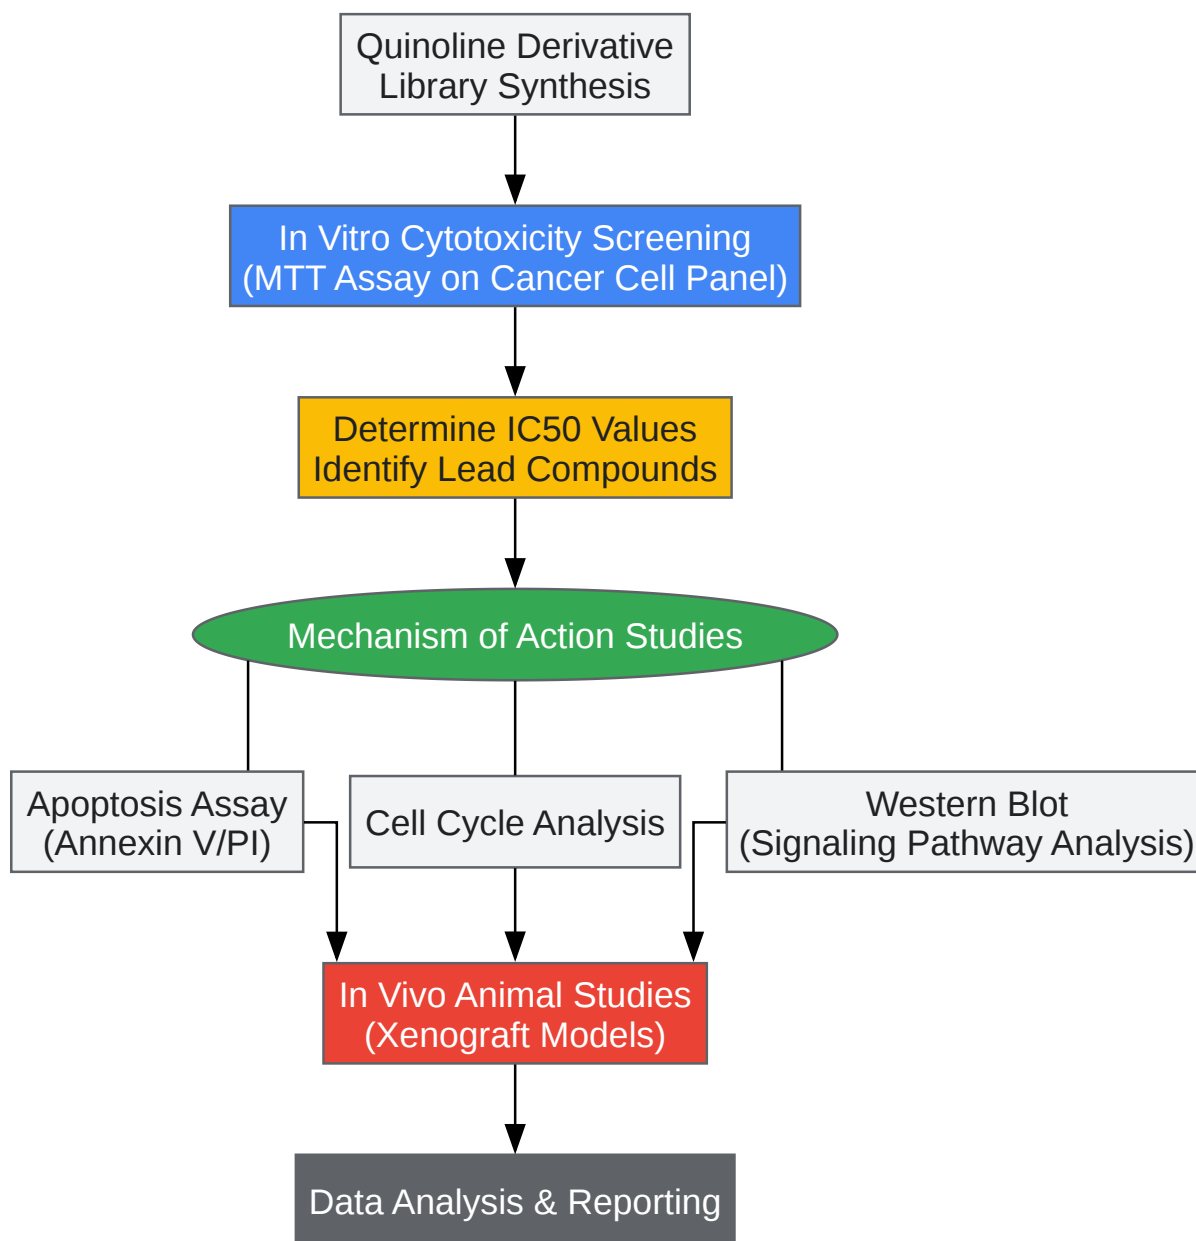 Quinoline Derivative
Library Synthesis
In Vitro Cytotoxicity Screening
(MTT Assay on Cancer Cell Panel)
Determine IC50 Values
Identify Lead Compounds
Mechanism of Action Studies
Apoptosis Assay
(Annexin V/PI)
Cell Cycle Analysis
Western Blot
(Signaling Pathway Analysis)
In Vivo Animal Studies
(Xenograft Models)
Data Analysis & Reporting